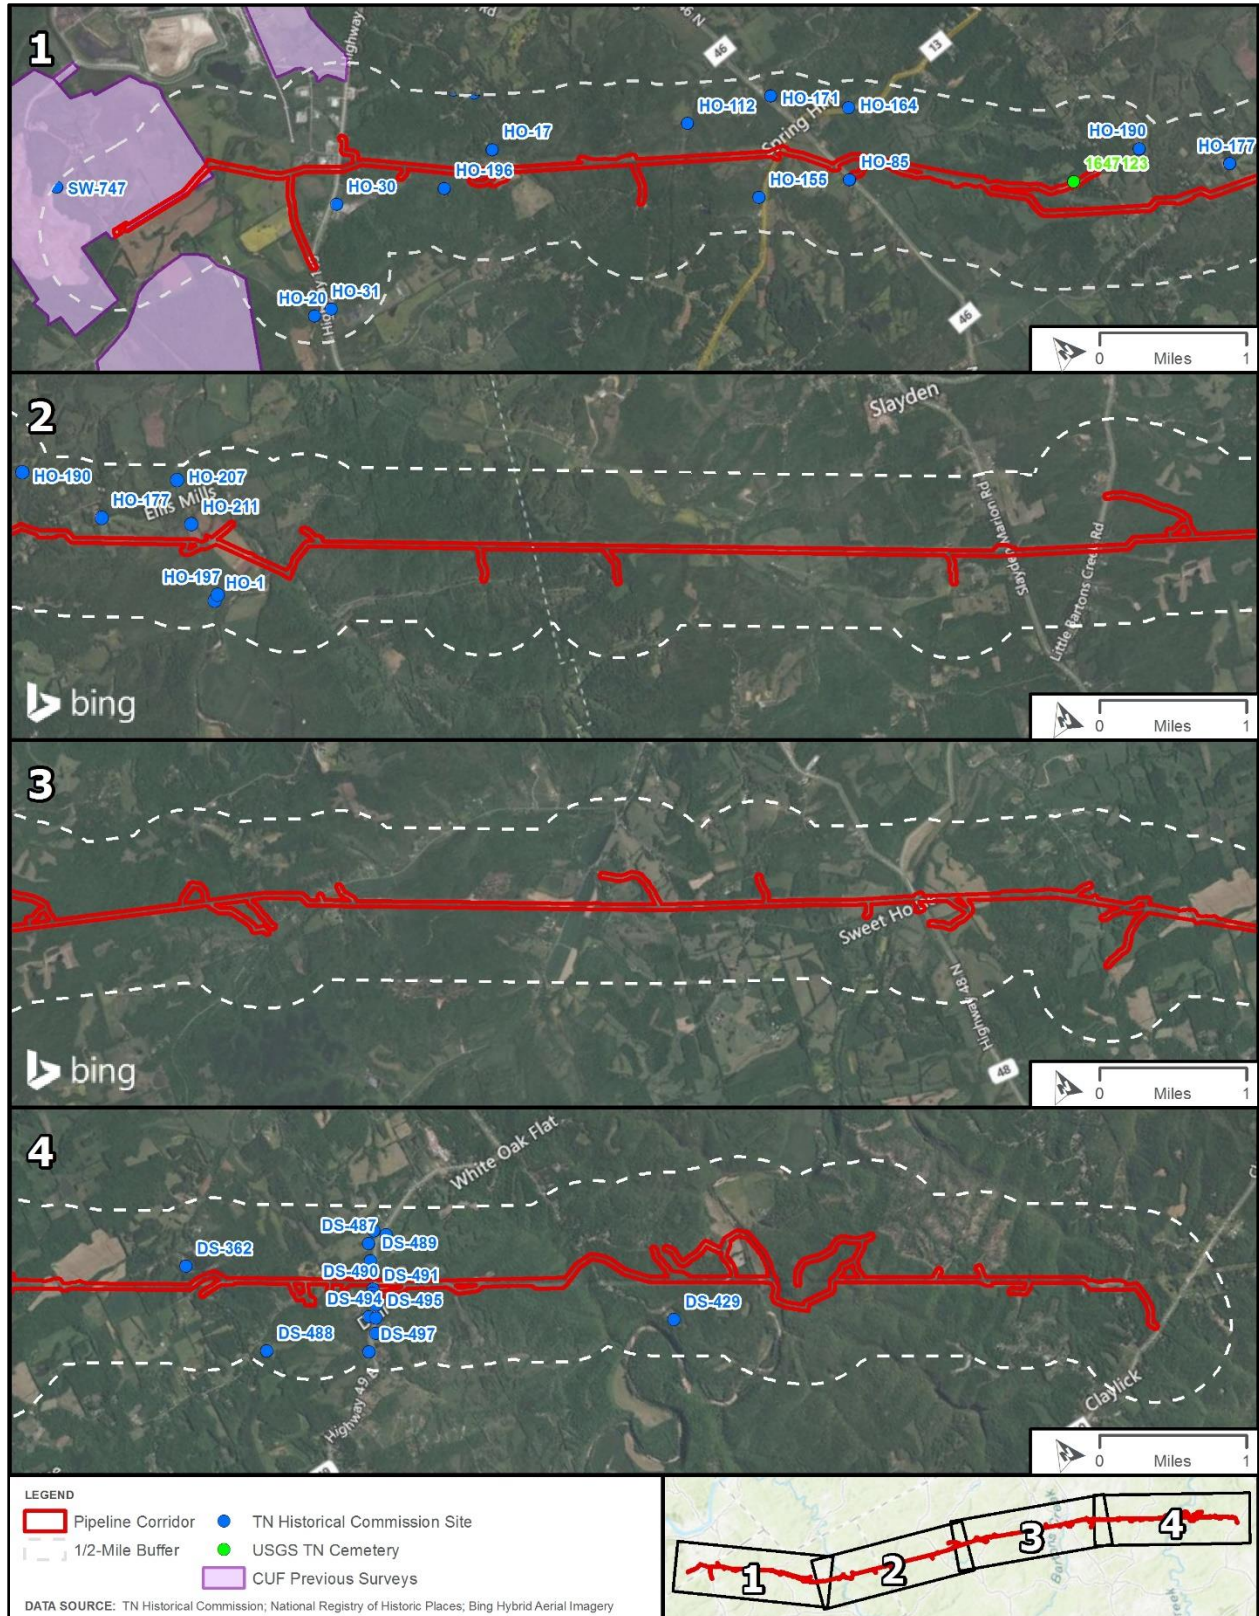 1
Highway
Rd
46 N
46
13
HO-112
HO-171
HO-164
Spring H
HO-17
HO-190
HO-177
1647123
HO-85
HO-196
SW-747
HO-30
HO-155
HO-31
HO-20
46
0 Miles 1
2
Slayden
HO-190
HO-207
HO-177
Ellis Mills
HO-211
HO-197
HO-1
Slayden Marion Rd
Little Bartons Creek Rd
bing
0 Miles 1
3
Sweet Ho
Highway 48 N
48
bing
0 Miles 1
4
White Oak Flat
DS-487
DS-489
DS-362
DS-490
DS-491
DS-494
DS-495
DS-429
DS-488
DS-497
Highway 49
Claylick
0 Miles 1
LEGEND
Pipeline Corridor
TN Historical Commission Site
1/2-Mile Buffer
USGS TN Cemetery
CUF Previous Surveys
DATA SOURCE: TN Historical Commission; National Registry of Historic Places; Bing Hybrid Aerial Imagery
1
2
3
4
Creek